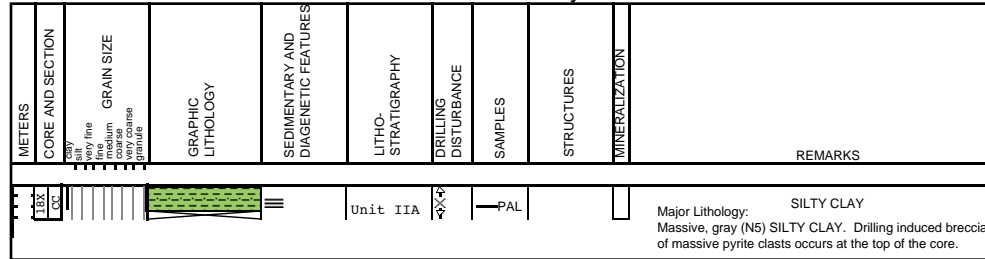 METERS
CORE AND SECTION
GRAIN SIZE
clay
silt
very fine
fine
medium
coarse
very coarse
granule
GRAPHIC
LITHOLOGY
SEDIMENTARY AND
DIAGENETIC FEATURES
LITHO-
STRATIGRAPHY
DRILLING
DISTURBANCE
SAMPLES
STRUCTURES
MINERALIZATION
REMARKS
18X
CC
Unit IIA
X
PAL
SILTY CLAY
Major Lithology:
Massive, gray (N5) SILTY CLAY. Drilling induced breccia
of massive pyrite clasts occurs at the top of the core.